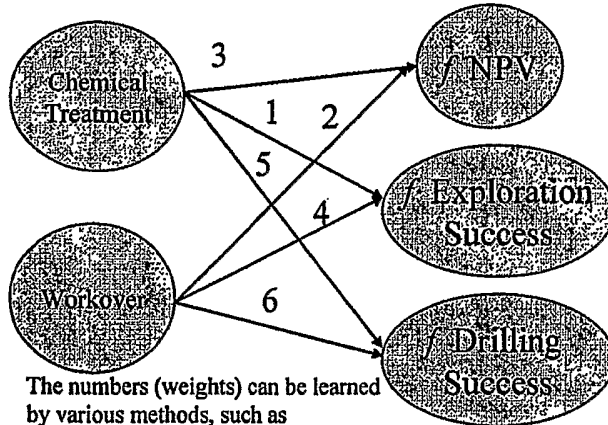 Chemical
Treatment
3
1
2
5
4
6
f NPV
f Exploration
Success
Workover
f Drilling
Success
The numbers (weights) can be learned
by various methods, such as